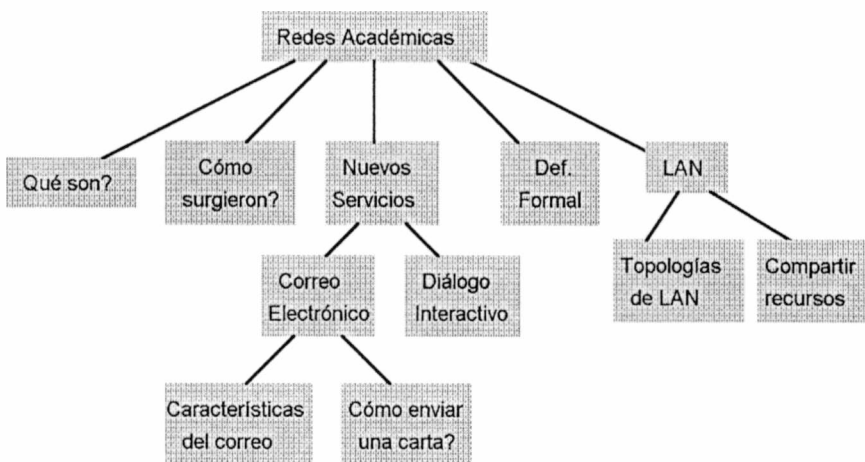 Redes Académicas
Qué son?
Cómo
surgieron?
Nuevos
Servicios
Def.
Formal
LAN
Correo
Electrónico
Diálogo
Interactivo
Topologías
de LAN
Compartir
recursos
Características
del correo
Cómo enviar
una carta?